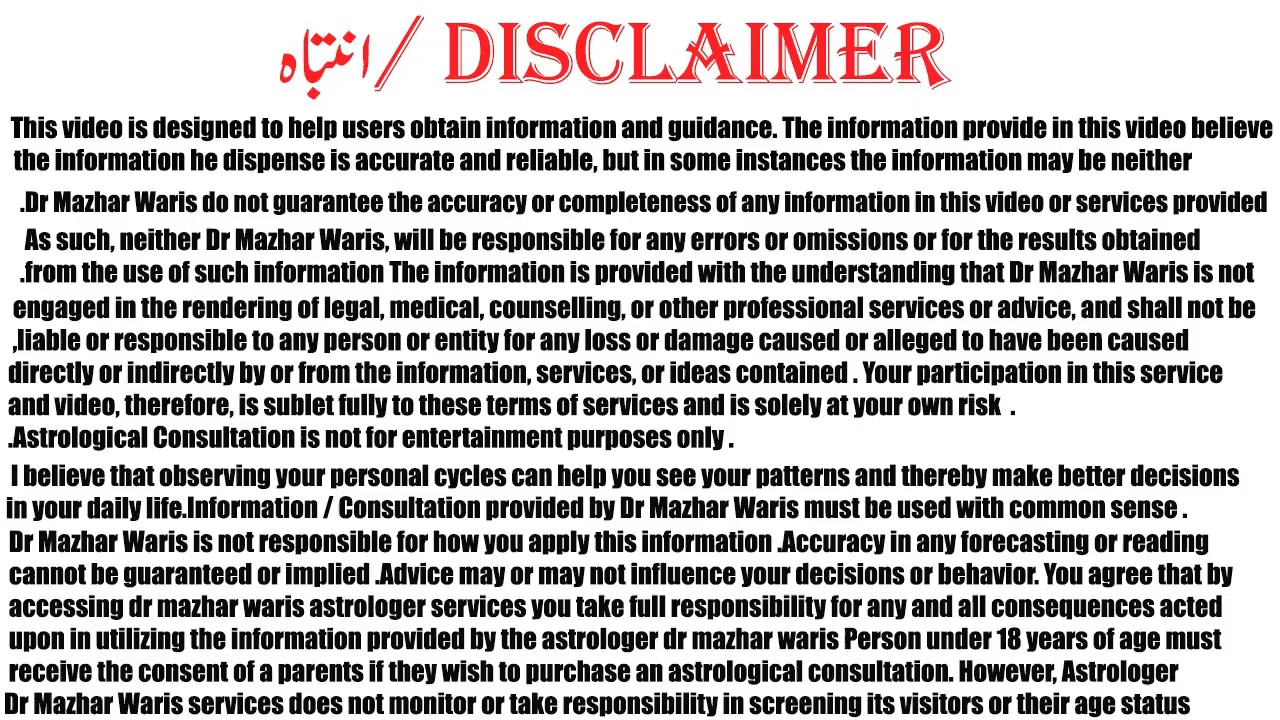 انتباہ / DISCLAIMER
This video is designed to help users obtain information and guidance. The information provide in this video believe
the information he dispense is accurate and reliable, but in some instances the information may be neither
.Dr Mazhar Waris do not guarantee the accuracy or completeness of any information in this video or services provided
As such, neither Dr Mazhar Waris, will be responsible for any errors or omissions or for the results obtained
.from the use of such information The information is provided with the understanding that Dr Mazhar Waris is not
engaged in the rendering of legal, medical, counselling, or other professional services or advice, and shall not be
,liable or responsible to any person or entity for any loss or damage caused or alleged to have been caused
directly or indirectly by or from the information, services, or ideas contained . Your participation in this service
and video, therefore, is sublet fully to these terms of services and is solely at your own risk .
.Astrological Consultation is not for entertainment purposes only .
I believe that observing your personal cycles can help you see your patterns and thereby make better decisions
in your daily life.Information / Consultation provided by Dr Mazhar Waris must be used with common sense .
Dr Mazhar Waris is not responsible for how you apply this information .Accuracy in any forecasting or reading
cannot be guaranteed or implied .Advice may or may not influence your decisions or behavior. You agree that by
accessing dr mazhar waris astrologer services you take full responsibility for any and all consequences acted
upon in utilizing the information provided by the astrologer dr mazhar waris Person under 18 years of age must
receive the consent of a parents if they wish to purchase an astrological consultation. However, Astrologer
Dr Mazhar Waris services does not monitor or take responsibility in screening its visitors or their age status